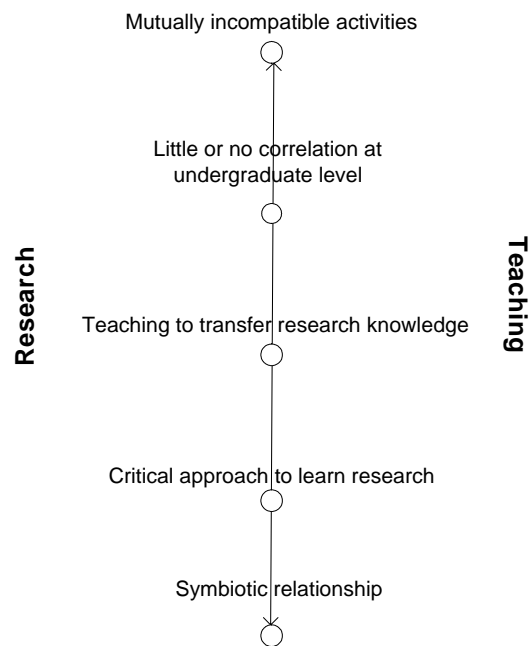 Mutually incompatible activities
Little or no correlation at
undergraduate level
Research
Teaching
Teaching to transfer research knowledge
Critical approach to learn research
Symbiotic relationship